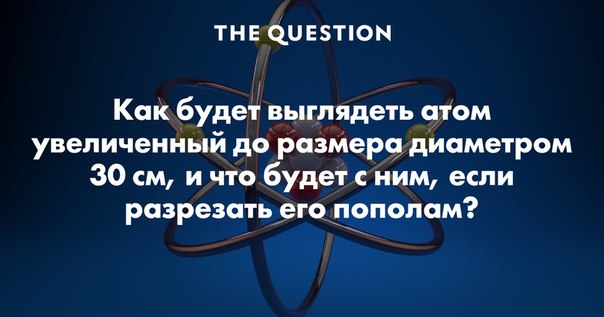 THE QUESTION
Как будет выглядеть атом
увеличенный до размера диаметром
30 см, и что будет с ним, если
разрезать его пополам?